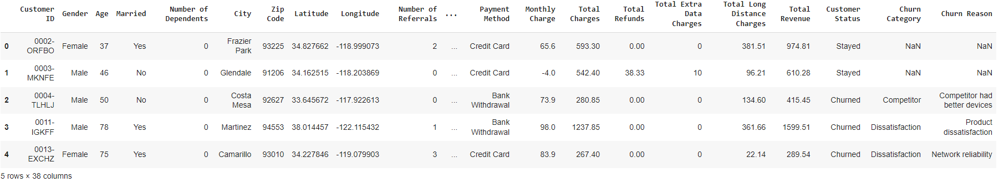 Customer ID Gender Age Married Number of Dependents City Zip Code Latitude Longitude Number of Referrals ... Payment Method Monthly Charge Total Charges Total Refunds Total Extra Data Charges Total Long Distance Charges Total Revenue Customer Status Churn Category Churn Reason
0 0002-ORFBO Female 37 Yes 0 Frazier Park 93225 34.827662 -118.999073 2 ... Credit Card 65.6 593.30 0.00 0 381.51 974.81 Stayed NaN NaN
1 0003-MKNFE Male 46 No 0 Glendale 91206 34.162515 -118.203869 0 ... Credit Card -4.0 542.40 38.33 10 96.21 610.28 Stayed NaN NaN
2 0004-TLHLJ Male 50 No 0 Costa Mesa 92627 33.645672 -117.922613 0 ... Bank Withdrawal 73.9 280.85 0.00 0 134.60 415.45 Churned Competitor Competitor had better devices
3 0011-IGKFF Male 78 Yes 0 Martinez 94553 38.014457 -122.115432 1 ... Bank Withdrawal 98.0 1237.85 0.00 0 361.66 1599.51 Churned Dissatisfaction Product dissatisfaction
4 0013-EXCHZ Female 75 Yes 0 Camarillo 93010 34.227846 -119.079903 3 ... Credit Card 83.9 267.40 0.00 0 22.14 289.54 Churned Dissatisfaction Network reliability
5 rows × 38 columns